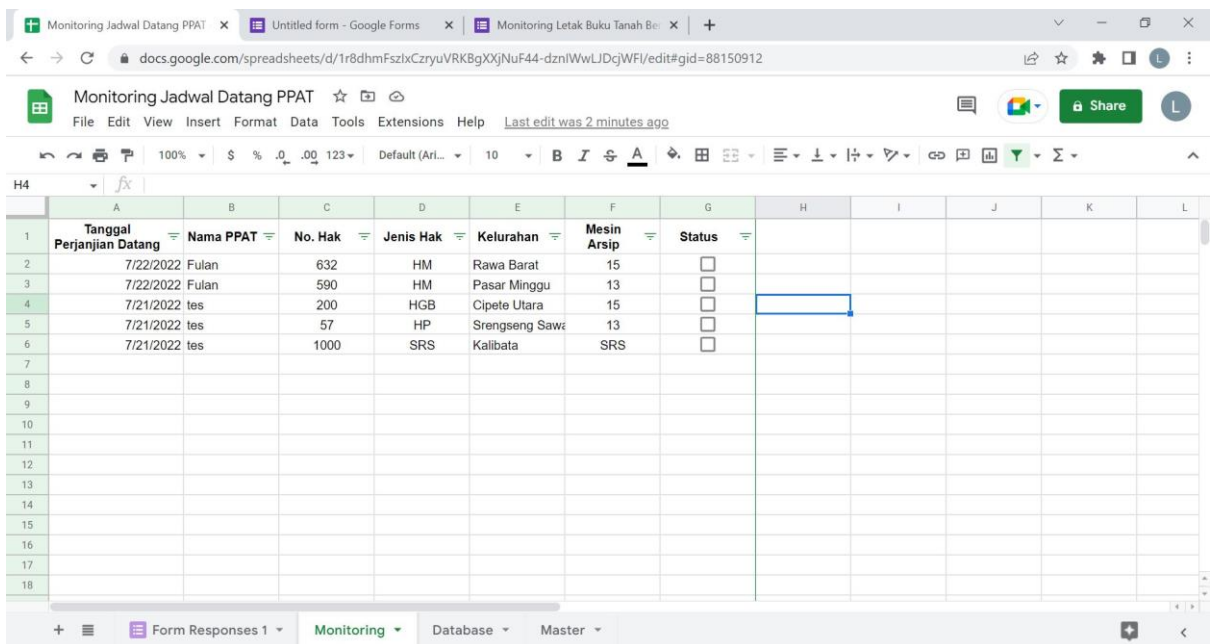 Monitoring Jadwal Datang PPAT Untitled form - Google Forms Monitoring Letak Buku Tanah Be
docs.google.com/spreadsheets/d/1r8dhmFszIxCzryuVRKBgXXjNuF44-dznIWwLJDcjWFI/edit#gid=88150912 L
Monitoring Jadwal Datang PPAT Share L
File Edit View Insert Format Data Tools Extensions Help Last edit was 2 minutes ago
100% $ % .0 .00 123 Default (Ari... 10 B I S A
H4 fx
A B C D E F G H I J K L
1 Tanggal Perjanjian Datang Nama PPAT No. Hak Jenis Hak Kelurahan Mesin Arsip Status
2 7/22/2022 Fulan 632 HM Rawa Barat 15
3 7/22/2022 Fulan 590 HM Pasar Minggu 13
4 7/21/2022 tes 200 HGB Cipete Utara 15
5 7/21/2022 tes 57 HP Srengseng Sawa 13
6 7/21/2022 tes 1000 SRS Kalibata SRS
7
8
9
10
11
12
13
14
15
16
17
18
Form Responses 1 Monitoring Database Master